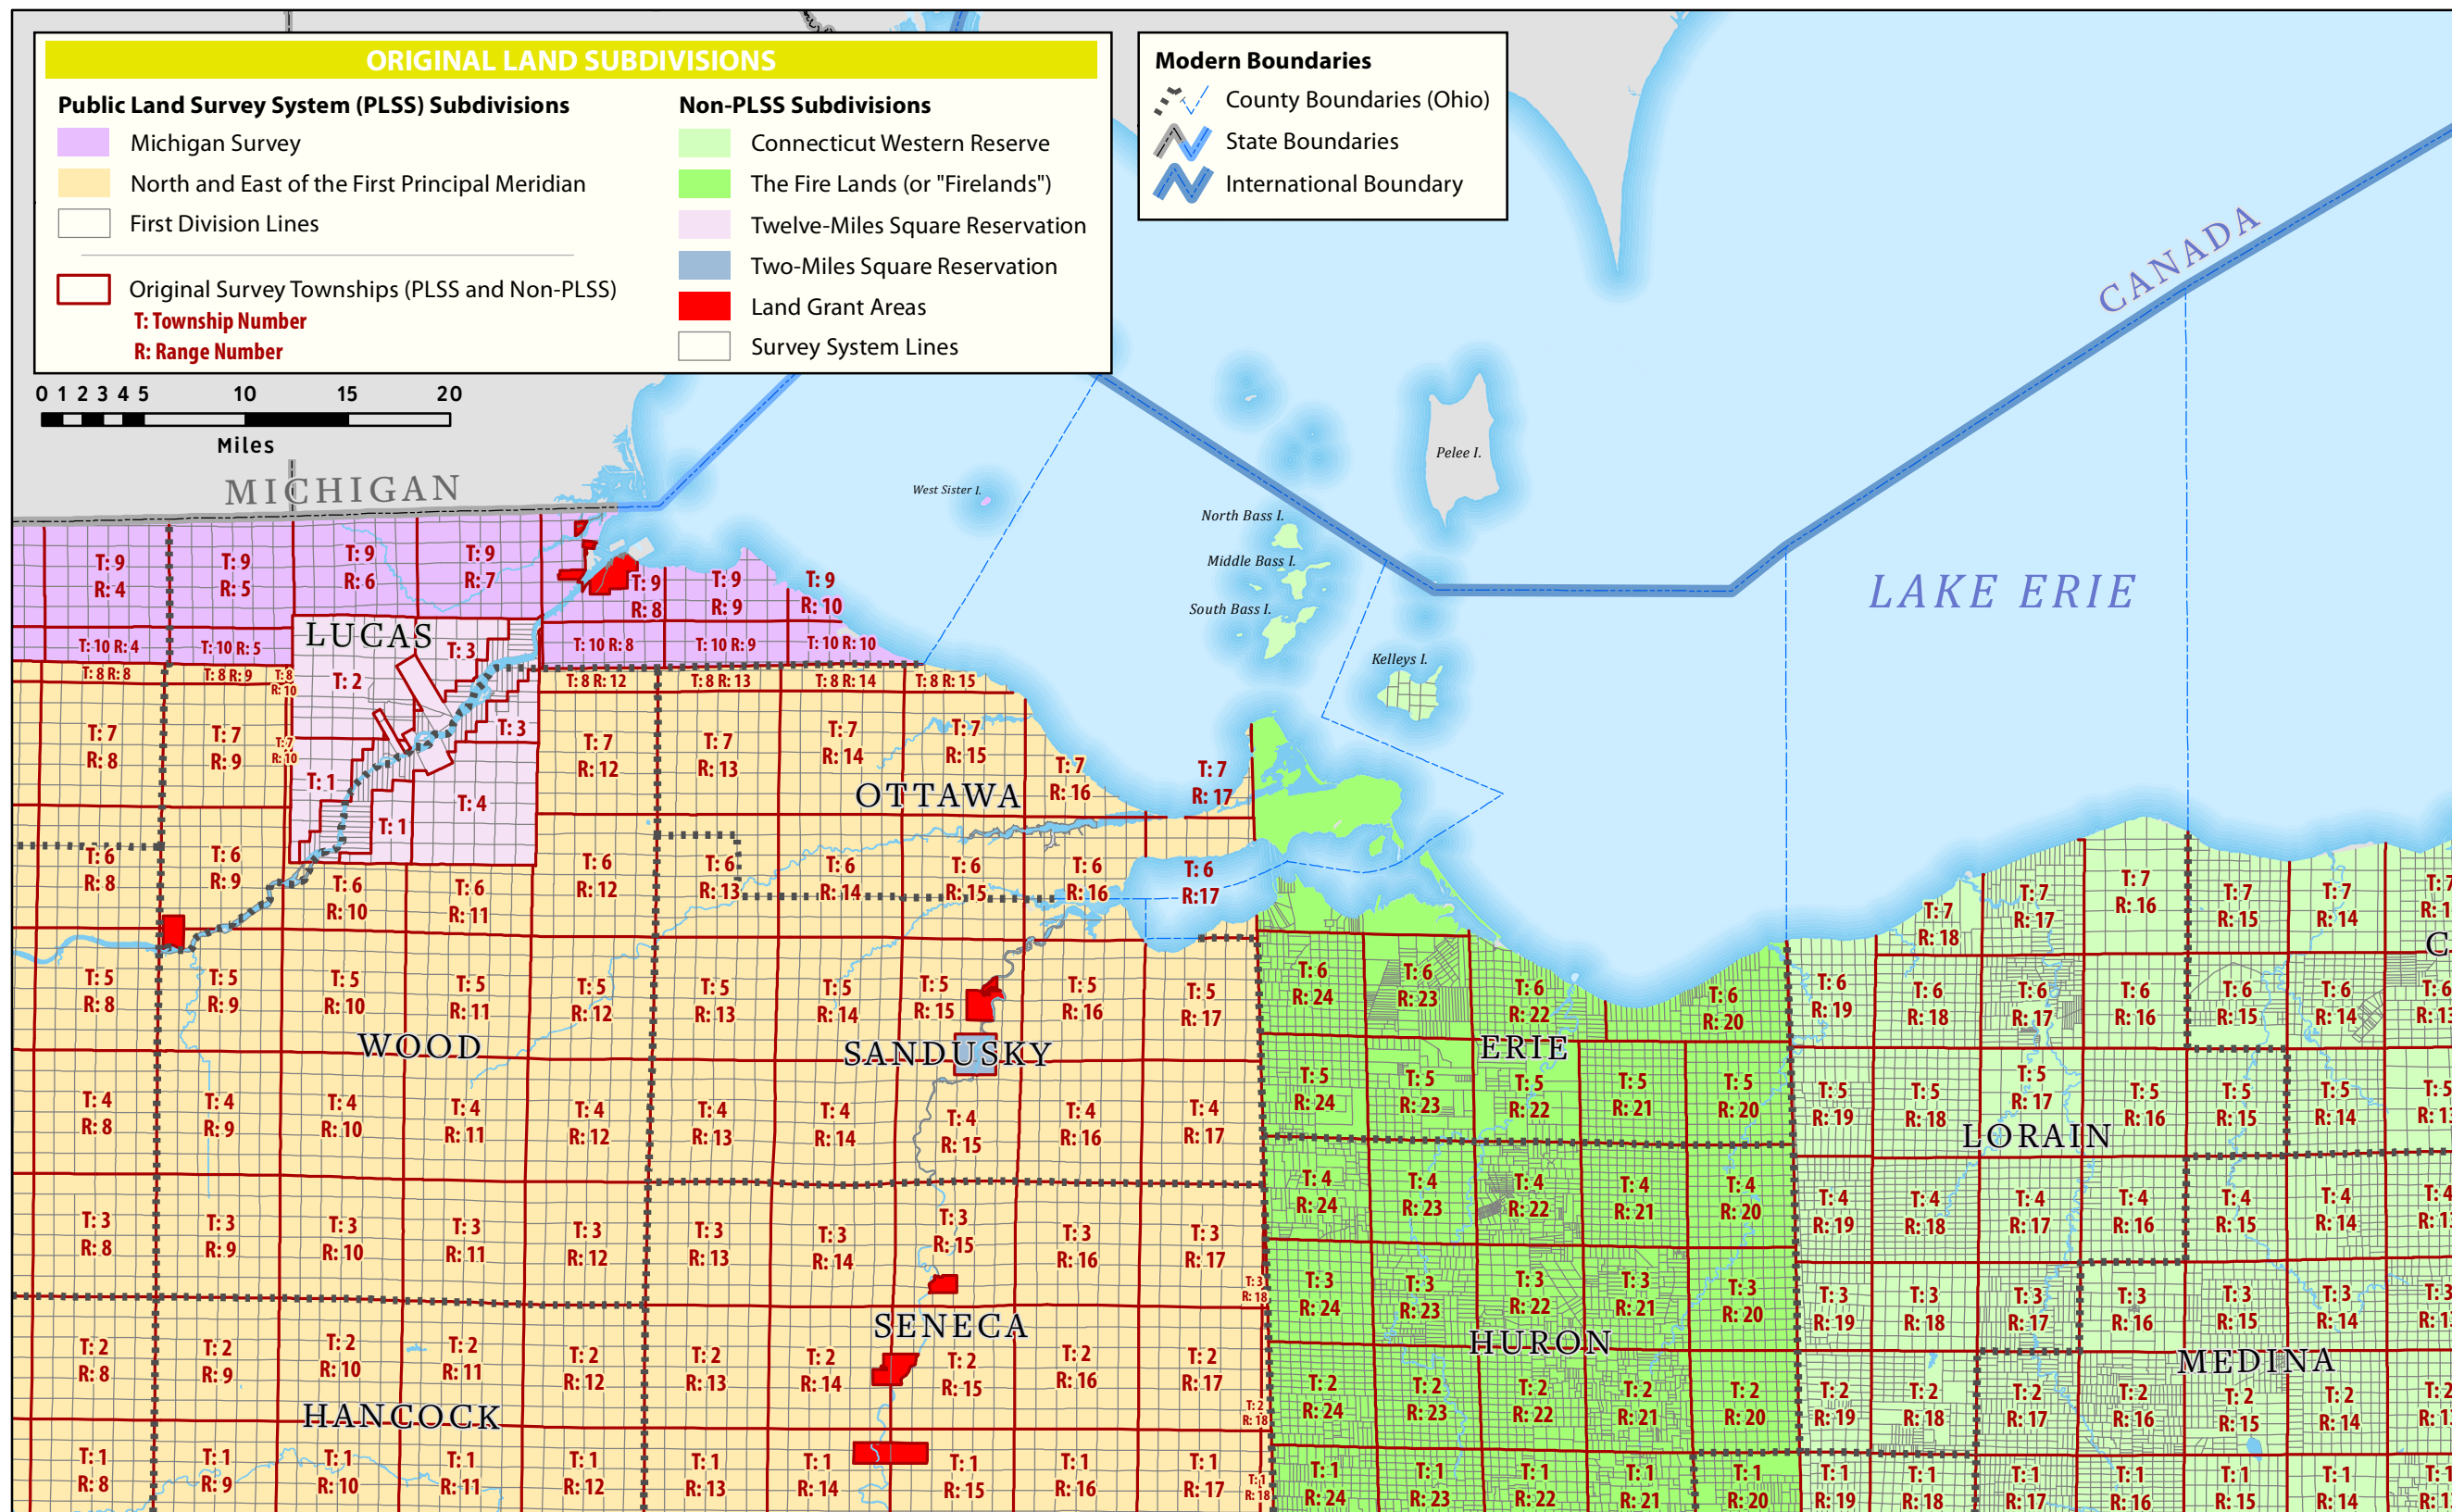 ORIGINAL LAND SUBDIVISIONS
Public Land Survey System (PLSS) Subdivisions
Michigan Survey
North and East of the First Principal Meridian
First Division Lines
Original Survey Townships (PLSS and Non-PLSS)
T: Township Number
R: Range Number
Non-PLSS Subdivisions
Connecticut Western Reserve
The Fire Lands (or "Firelands")
Twelve-Miles Square Reservation
Two-Miles Square Reservation
Land Grant Areas
Survey System Lines
Modern Boundaries
County Boundaries (Ohio)
State Boundaries
International Boundary
0 1 2 3 4 5 10 15 20
Miles
MICHIGAN
CANADA
LAKE ERIE
West Sister I.
Pelee I.
North Bass I.
Middle Bass I.
South Bass I.
Kelleys I.
T: 9 R: 4
T: 9 R: 5
T: 9 R: 6
T: 9 R: 7
T: 9 R: 8
T: 9 R: 9
T: 9 R: 10
T: 10 R: 4
T: 10 R: 5
LUCAS
T: 10 R: 8
T: 10 R: 9
T: 10 R: 10
T: 3
T: 2
T: 3
T: 1
T: 4
T: 1
T: 8 R: 8
T: 8 R: 9
T: 8 R: 10
T: 8 R: 12
T: 8 R: 13
T: 8 R: 14
T: 8 R: 15
T: 7 R: 8
T: 7 R: 9
T: 7 R: 10
T: 7 R: 12
T: 7 R: 13
T: 7 R: 14
T: 7 R: 15
T: 7 R: 16
T: 7 R: 17
OTTAWA
T: 6 R: 8
T: 6 R: 9
T: 6 R: 10
T: 6 R: 11
T: 6 R: 12
T: 6 R: 13
T: 6 R: 14
T: 6 R: 15
T: 6 R: 16
T: 6 R: 17
T: 7 R: 18
T: 7 R: 17
T: 7 R: 16
T: 7 R: 15
T: 7 R: 14
T: 5 R: 8
T: 5 R: 9
T: 5 R: 10
T: 5 R: 11
T: 5 R: 12
T: 5 R: 13
T: 5 R: 14
T: 5 R: 15
T: 5 R: 16
T: 5 R: 17
T: 6 R: 24
T: 6 R: 23
T: 6 R: 22
T: 6 R: 20
T: 6 R: 19
T: 6 R: 18
T: 6 R: 17
T: 6 R: 16
T: 6 R: 15
T: 6 R: 14
WOOD
SANDUSKY
ERIE
T: 4 R: 8
T: 4 R: 9
T: 4 R: 10
T: 4 R: 11
T: 4 R: 12
T: 4 R: 13
T: 4 R: 14
T: 4 R: 15
T: 4 R: 16
T: 4 R: 17
T: 5 R: 24
T: 5 R: 23
T: 5 R: 22
T: 5 R: 21
T: 5 R: 20
T: 5 R: 19
T: 5 R: 18
T: 5 R: 17
T: 5 R: 16
T: 5 R: 15
T: 5 R: 14
LORAIN
T: 3 R: 8
T: 3 R: 9
T: 3 R: 10
T: 3 R: 11
T: 3 R: 12
T: 3 R: 13
T: 3 R: 14
T: 3 R: 15
T: 3 R: 16
T: 3 R: 17
T: 3 R: 18
T: 4 R: 24
T: 4 R: 23
T: 4 R: 22
T: 4 R: 21
T: 4 R: 20
T: 4 R: 19
T: 4 R: 18
T: 4 R: 17
T: 4 R: 16
T: 4 R: 15
T: 4 R: 14
T: 3 R: 24
T: 3 R: 23
T: 3 R: 22
T: 3 R: 21
T: 3 R: 20
T: 3 R: 19
T: 3 R: 18
T: 3 R: 17
T: 3 R: 16
T: 3 R: 15
T: 3 R: 14
SENECA
HURON
MEDINA
T: 2 R: 8
T: 2 R: 9
T: 2 R: 10
T: 2 R: 11
T: 2 R: 12
T: 2 R: 13
T: 2 R: 14
T: 2 R: 15
T: 2 R: 16
T: 2 R: 17
T: 2 R: 18
T: 2 R: 24
T: 2 R: 23
T: 2 R: 22
T: 2 R: 21
T: 2 R: 20
T: 2 R: 19
T: 2 R: 18
T: 2 R: 17
T: 2 R: 16
T: 2 R: 15
T: 2 R: 14
HANCOCK
T: 1 R: 8
T: 1 R: 9
T: 1 R: 10
T: 1 R: 11
T: 1 R: 12
T: 1 R: 13
T: 1 R: 14
T: 1 R: 15
T: 1 R: 16
T: 1 R: 17
T: 1 R: 18
T: 1 R: 24
T: 1 R: 23
T: 1 R: 22
T: 1 R: 21
T: 1 R: 20
T: 1 R: 19
T: 1 R: 18
T: 1 R: 17
T: 1 R: 16
T: 1 R: 15
T: 1 R: 14